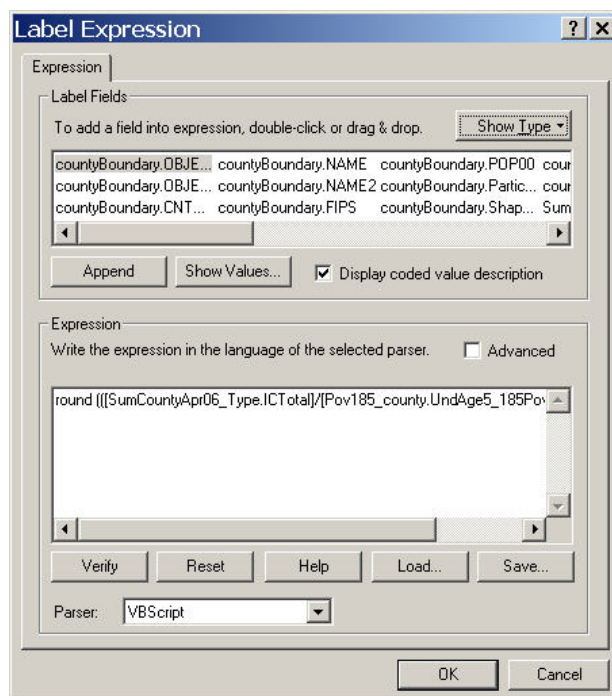 Label Expression
Expression
Label Fields
To add a field into expression, double-click or drag & drop.
Show Type
countyBoundary.OBJE... countyBoundary.NAME countyBoundary.POP00 cour
countyBoundary.OBJE... countyBoundary.NAME2 countyBoundary.Partic... cour
countyBoundary.CNT... countyBoundary.FIPS countyBoundary.Shap... Sum
Append Show Values... Display coded value description
Expression
Write the expression in the language of the selected parser. Advanced
round (([SumCountyApr06_Type.ICTotal]/[Pov185_county.UndAge5_185Pov
Verify Reset Help Load... Save...
Parser: VBScript
OK Cancel